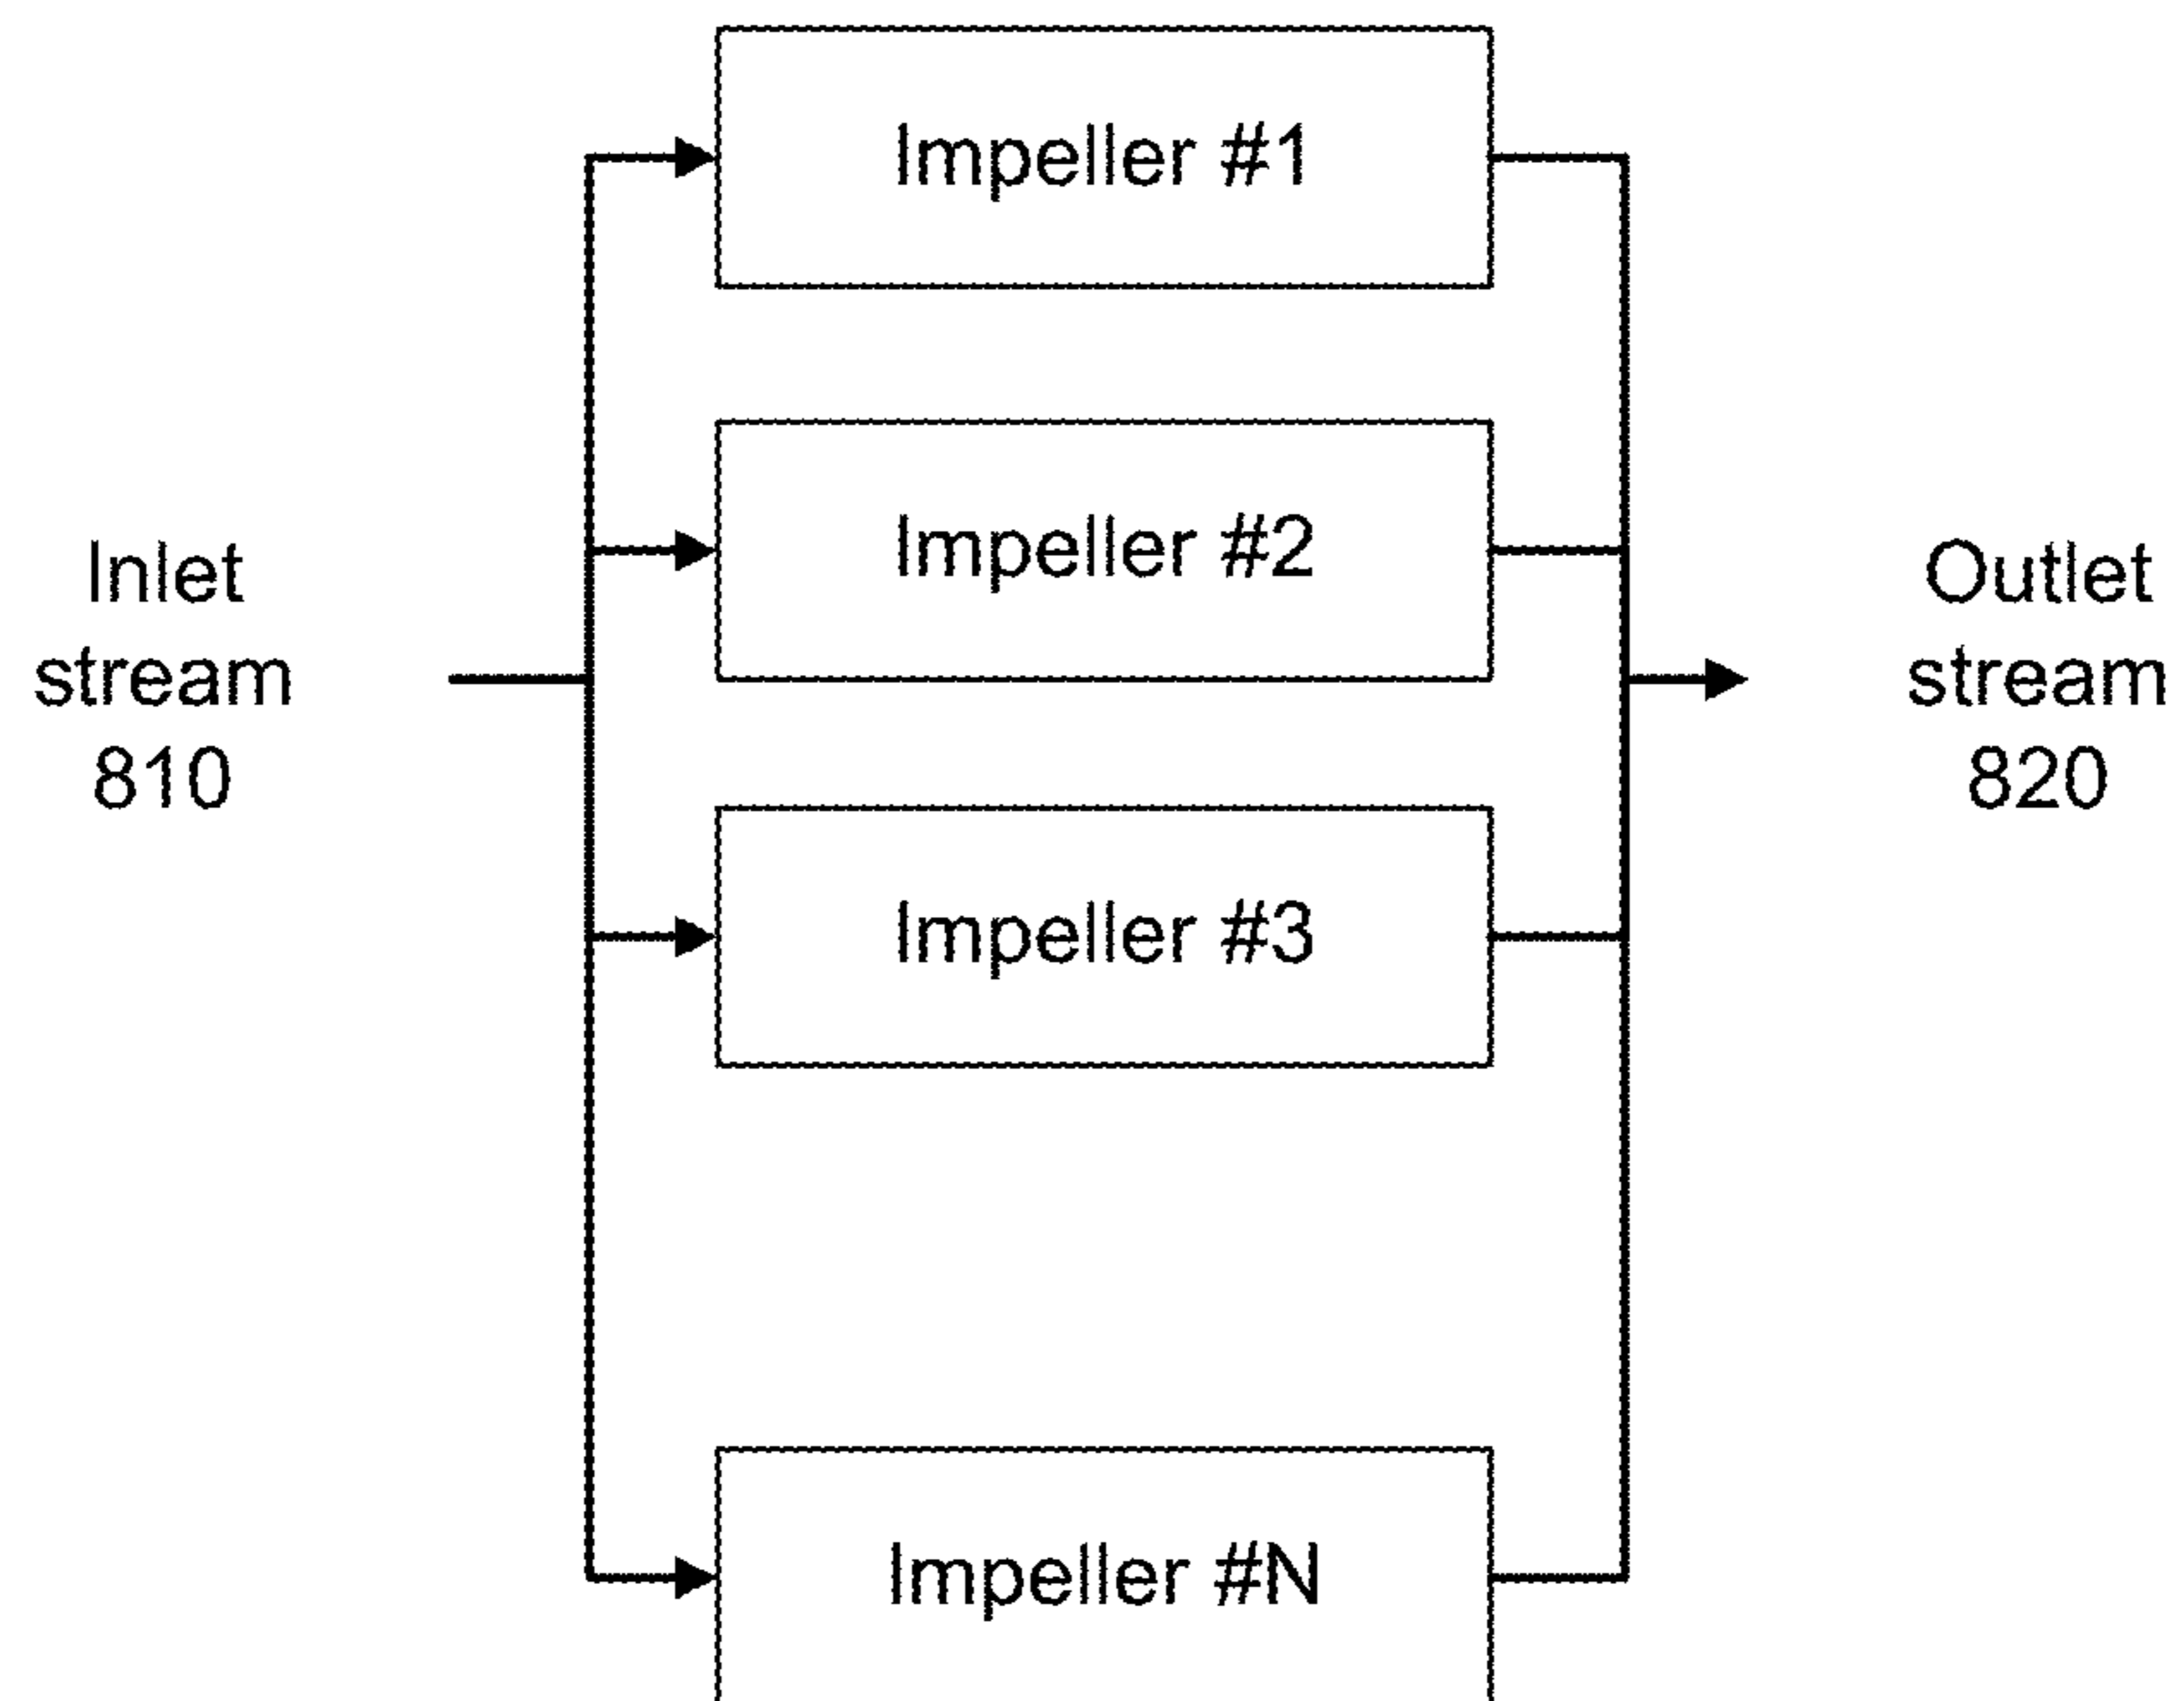 Impeller #1
Impeller #2
Inlet
stream
810
Outlet
stream
820
Impeller #3
Impeller #N